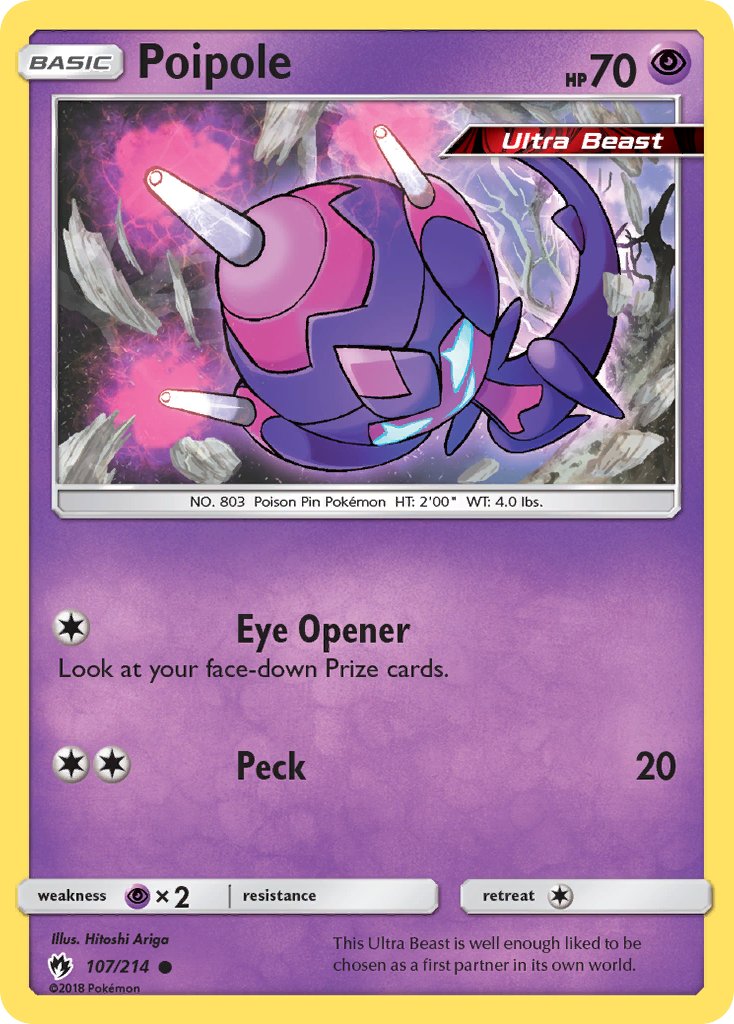 BASIC Poipole HP70
Ultra Beast
NO. 803 Poison Pin Pokémon HT: 2'00" WT: 4.0 lbs.
Eye Opener
Look at your face-down Prize cards.
Peck 20
weakness ×2 resistance retreat
Illus. Hitoshi Ariga
107/214
©2018 Pokémon
This Ultra Beast is well enough liked to be
chosen as a first partner in its own world.